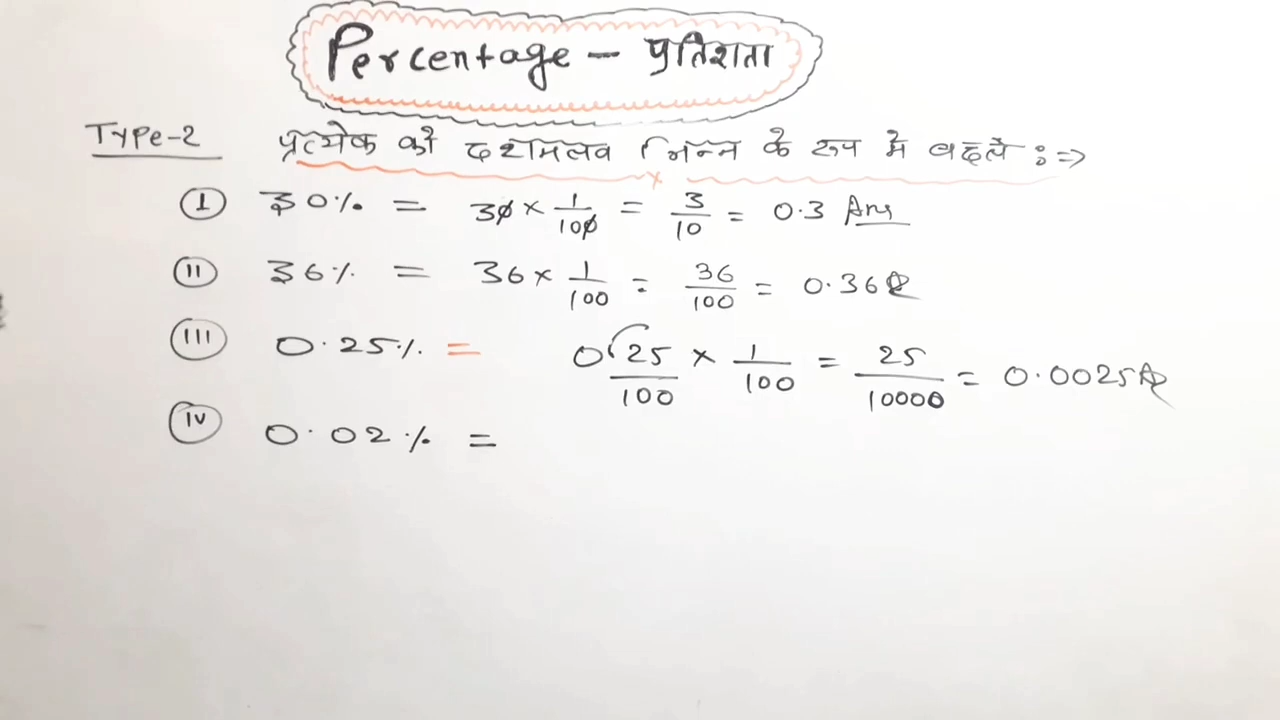 Percentage – प्रतिशता
Type-2 प्रत्येक को दशमलव भिन्न के रूप मे बदले :⇒
(I) 30% = 30 × 1/100 = 3/10 = 0.3 Ans
(II) 36% = 36 × 1/100 = 36/100 = 0.36
(III) 0.25% = 025/100 × 1/100 = 25/10000 = 0.0025
(IV) 0.02% =